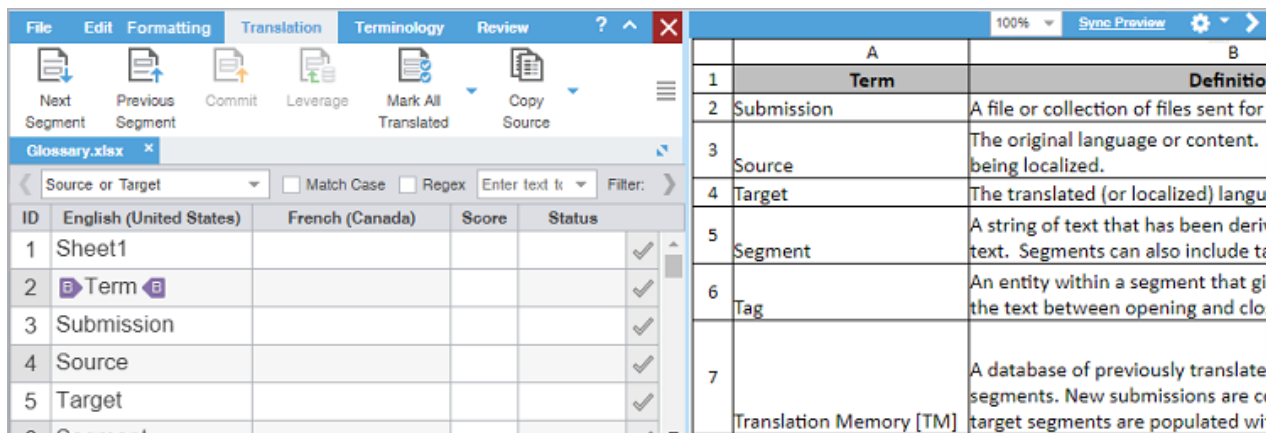 File Edit Formatting Translation Terminology Review ?
Next Segment
Previous Segment
Commit
Leverage
Mark All Translated
Copy Source
Glossary.xlsx ×
Source or Target Match Case Regex Enter text to Filter:
ID English (United States) French (Canada) Score Status
1 Sheet1
2 B Term B
3 Submission
4 Source
5 Target
100% Sync Preview
A B
1 Term Definitio
2 Submission A file or collection of files sent for
3 Source The original language or content.
being localized.
4 Target The translated (or localized) langu
5 Segment A string of text that has been deri
text. Segments can also include ta
6 Tag An entity within a segment that gi
the text between opening and clo
7 Translation Memory [TM] A database of previously translate
segments. New submissions are c
target segments are populated wi